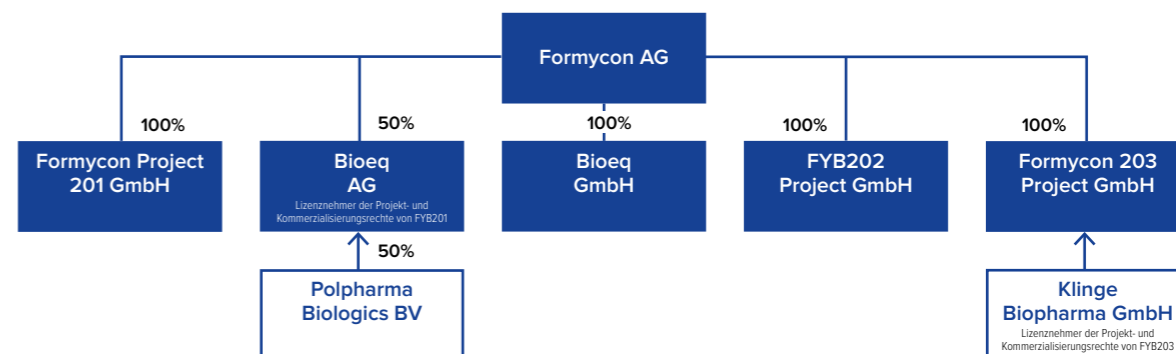 Formycon AG
100%
50%
100%
100%
100%
Formycon Project
201 GmbH
Bioeq
AG
Lizenznehmer der Projekt- und
Kommerzialisierungsrechte von FYB201
Bioeq
GmbH
FYB202
Project GmbH
Formycon 203
Project GmbH
50%
Polpharma
Biologics BV
Klinge
Biopharma GmbH
Lizenznehmer der Projekt- und
Kommerzialisierungsrechte von FYB203